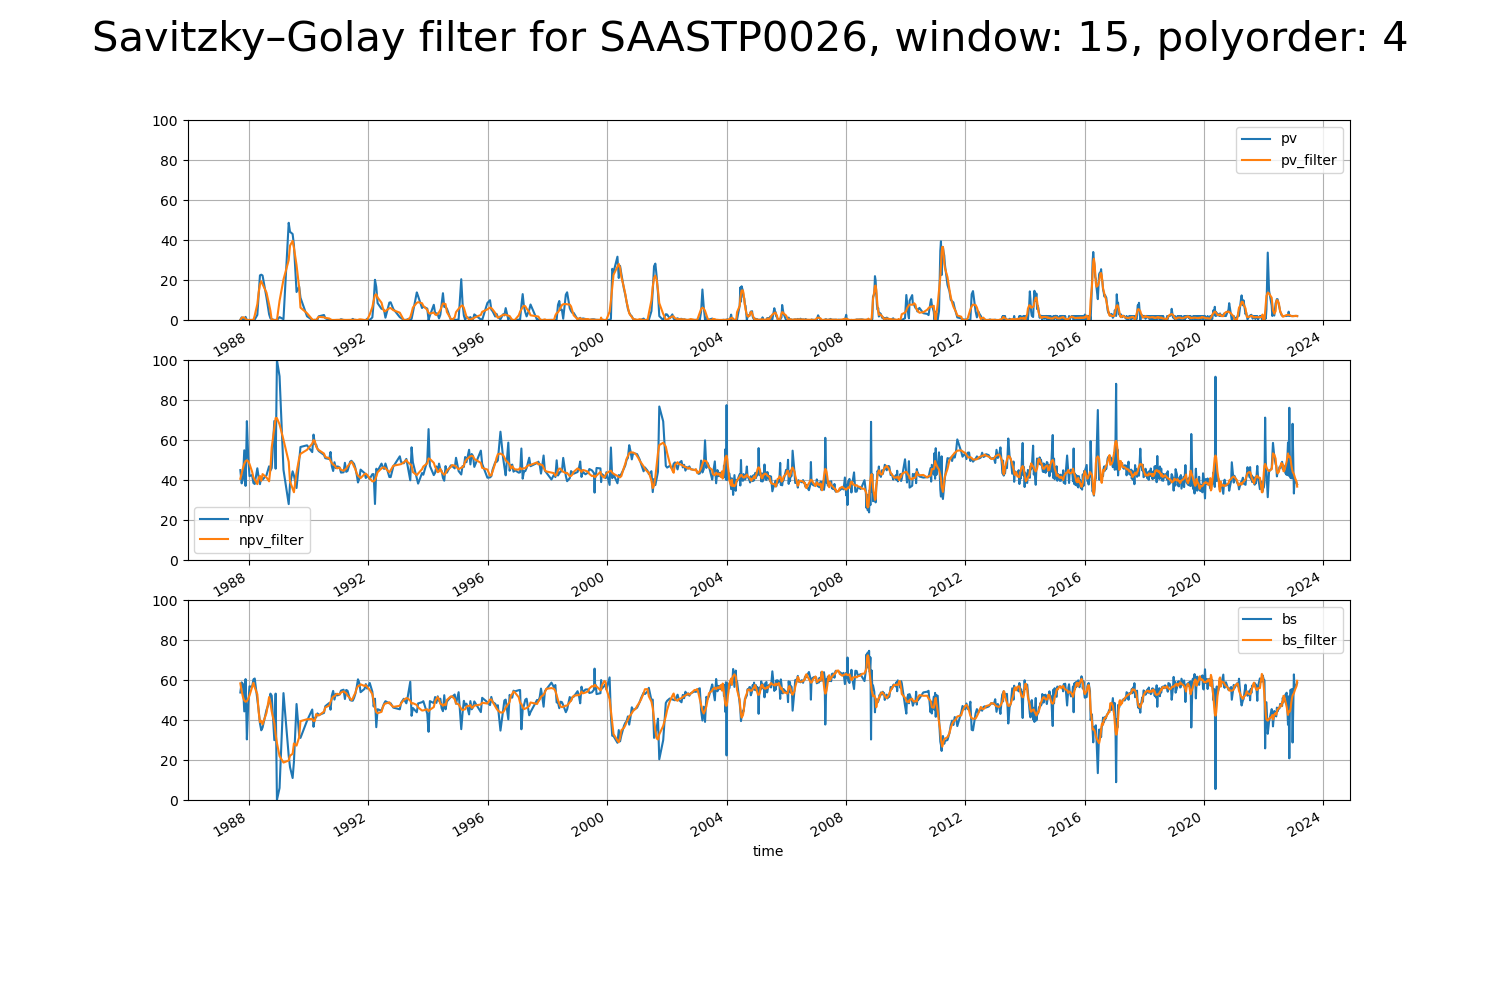 Savitzky–Golay filter for SAASTP0026, window: 15, polyorder: 4
100
80
60
40
20
0
pv
pv_filter
1988 1992 1996 2000 2004 2008 2012 2016 2020 2024
100
80
60
40
20
0
npv
npv_filter
1988 1992 1996 2000 2004 2008 2012 2016 2020 2024
100
80
60
40
20
0
bs
bs_filter
1988 1992 1996 2000 2004 2008 2012 2016 2020 2024
time